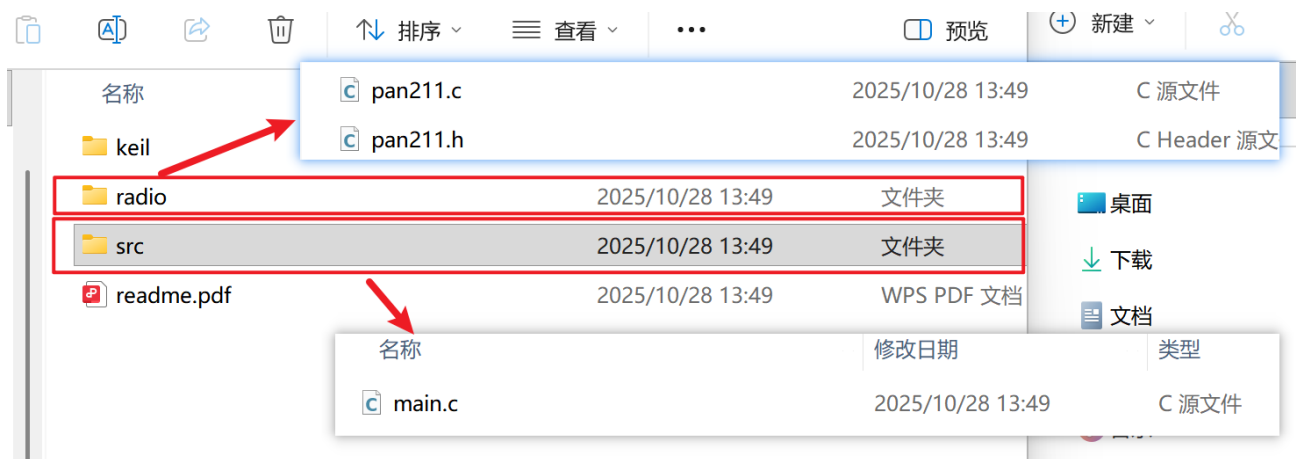 排序 查看 ••• 预览 新建
名称
pan211.c 2025/10/28 13:49 C 源文件
pan211.h 2025/10/28 13:49 C Header 源文
keil
radio 2025/10/28 13:49 文件夹
src 2025/10/28 13:49 文件夹
readme.pdf 2025/10/28 13:49 WPS PDF 文档
桌面
下载
文档
名称 修改日期 类型
main.c 2025/10/28 13:49 C 源文件